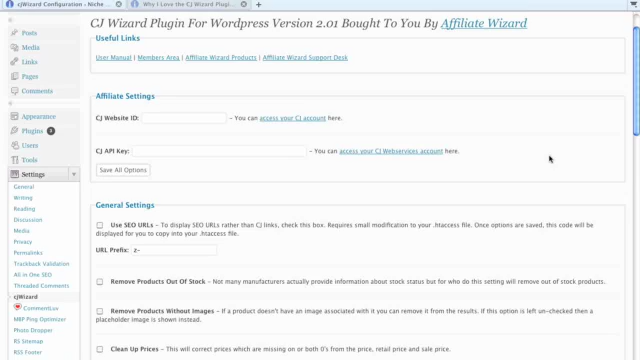 cjWizard Configuration – Niche ...
Why I Love the CJ Wizard Plugi...
CJ Wizard Plugin For Wordpress Version 2.01 Bought To You By Affiliate Wizard
Posts
Media
Links
Pages
Comments
Appearance
Plugins
Users
Tools
Settings
General
Writing
Reading
Discussion
Media
Privacy
Permalinks
Trackback Validation
All in One SEO
Threaded Comments
cjWizard
CommentLuv
MBP Ping Optimizer
Photo Dropper
RS Sitemap
RSS Footer
Useful Links
User Manual | Members Area | Affiliate Wizard Products | Affiliate Wizard Support Desk
Affiliate Settings
CJ Website ID: – You can access your CJ account here.
CJ API Key: – You can access your CJ Webservices account here.
Save All Options
General Settings
Use SEO URLs – To display SEO URLs rather than CJ links, check this box. Requires small modification to your .htaccess file. Once options are saved, this code will be
displayed for you to copy into your .htaccess file.
URL Prefix: z-
Remove Products Out Of Stock – Not many manufacturers actually provide information about stock status but for who do this setting will remove out of stock products.
Remove Products Without Images – If a product doesn't have an image associated with it you can remove it from the results. If this option is left un-checked then a
placeholder image is shown instead.
Clean Up Prices – This will correct prices which are missing on or both 0's from the price, retail price and sale price.